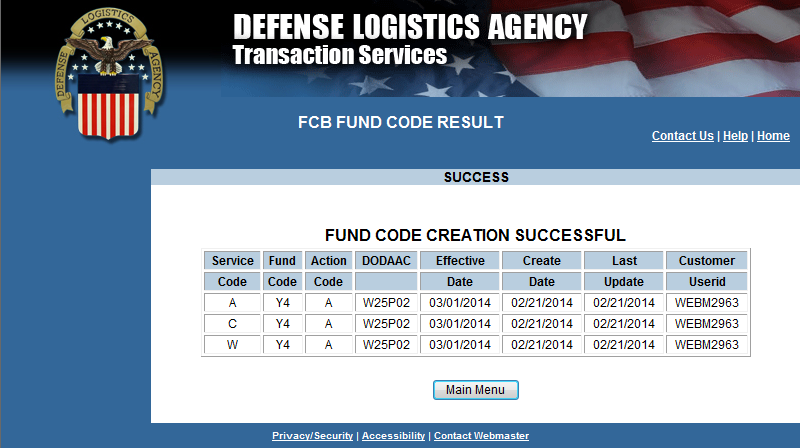 DEFENSE LOGISTICS AGENCY
Transaction Services
LOGISTICS
DEFENSE
AGENCY
FCB FUND CODE RESULT
Contact Us | Help | Home
SUCCESS
FUND CODE CREATION SUCCESSFUL
Service Fund Action DODAAC Effective Create Last Customer
Code Code Code Date Date Update Userid
A Y4 A W25P02 03/01/2014 02/21/2014 02/21/2014 WEBM2963
C Y4 A W25P02 03/01/2014 02/21/2014 02/21/2014 WEBM2963
W Y4 A W25P02 03/01/2014 02/21/2014 02/21/2014 WEBM2963
Main Menu
Privacy/Security | Accessibility | Contact Webmaster